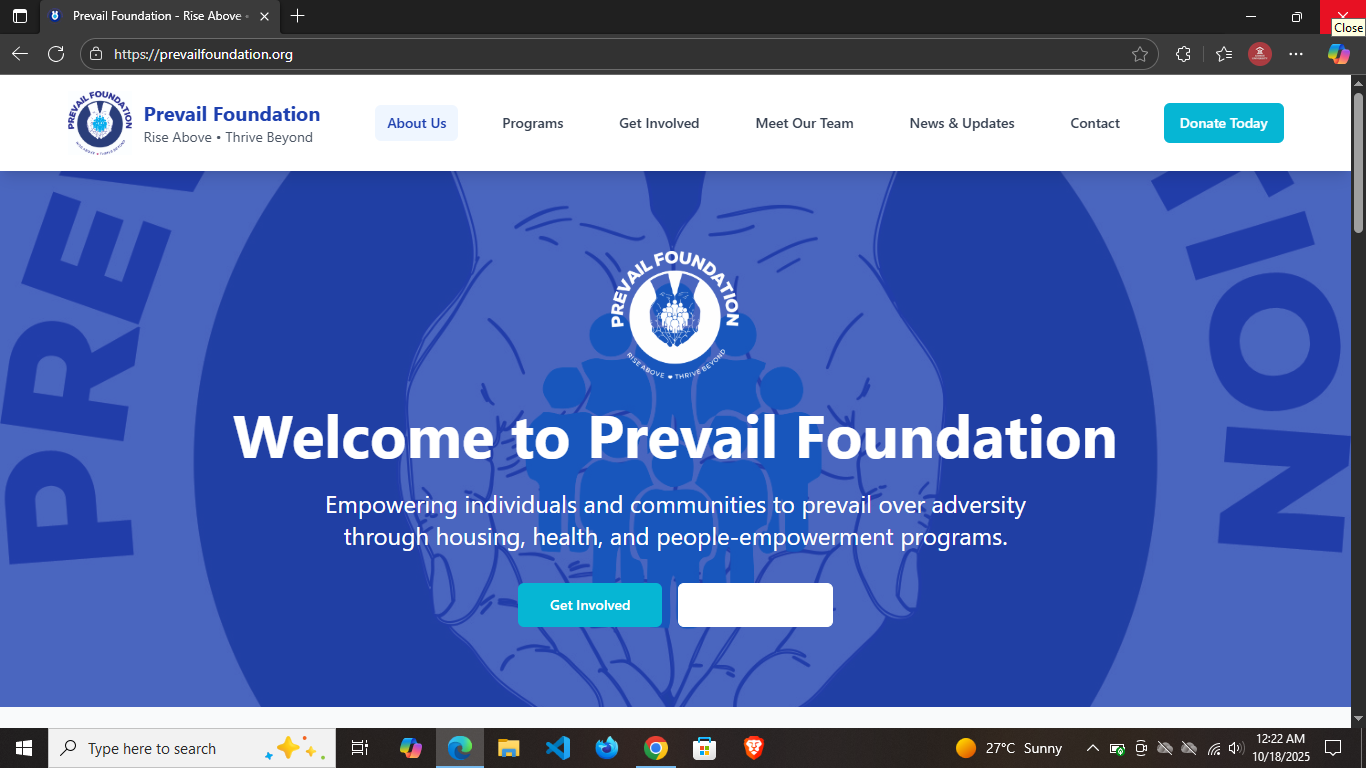 Prevail Foundation - Rise Above
Close
https://prevailfoundation.org
PREVAIL FOUNDATION
RISE ABOVE • THRIVE BEYOND
Prevail Foundation
Rise Above • Thrive Beyond
About Us
Programs
Get Involved
Meet Our Team
News & Updates
Contact
Donate Today
PRE
ION
PREVAIL FOUNDATION
RISE ABOVE THRIVE BEYOND
Welcome to Prevail Foundation
Empowering individuals and communities to prevail over adversity
through housing, health, and people-empowerment programs.
Get Involved
Type here to search
27°C Sunny
12:22 AM
10/18/2025